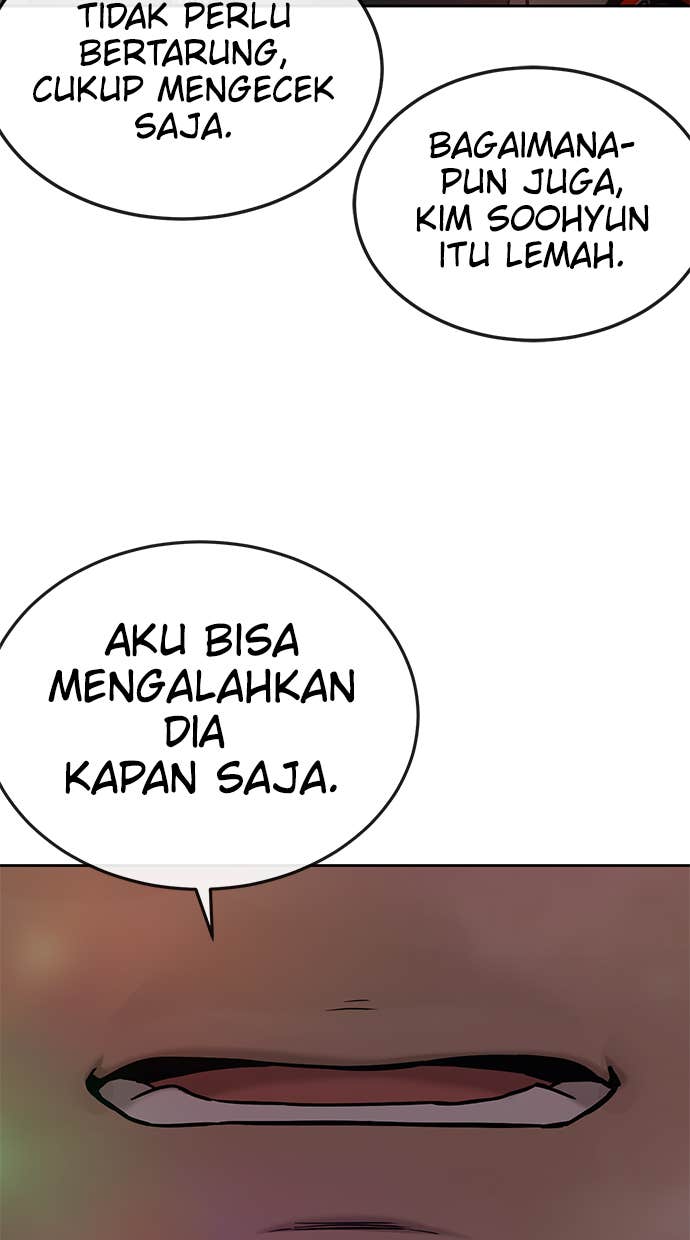 TIDAK PERLU
BERTARUNG,
CUKUP MENGECEK
SAJA.
BAGAIMANA-
PUN JUGA,
KIM SOOHYUN
ITU LEMAH.
AKU BISA
MENGALAHKAN
DIA
KAPAN SAJA.